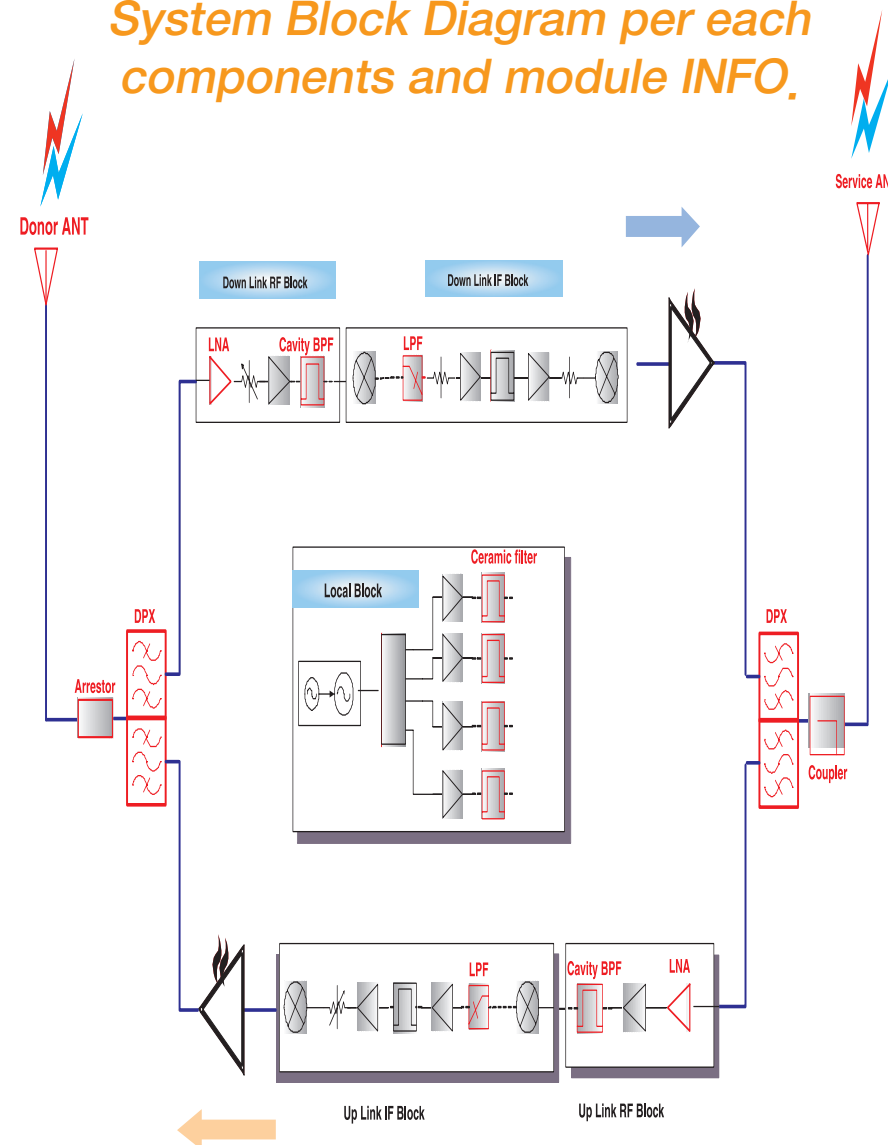 System Block Diagram per each
components and module INFO.
Service AN
Donor ANT
Down Link RF Block
Down Link IF Block
LNA
Cavity BPF
LPF
Ceramic filter
Local Block
DPX
DPX
Arrestor
Coupler
LPF
Cavity BPF
LNA
Up Link IF Block
Up Link RF Block